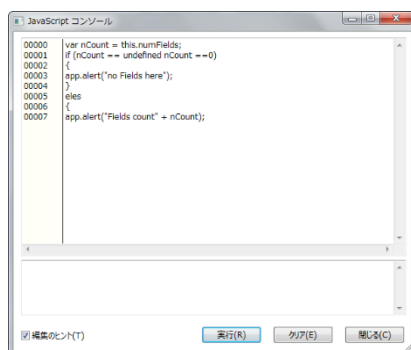 JavaScript コンソール
00000 var nCount = this.numFields;
00001 if (nCount == undefined nCount ==0)
00002 {
00003 app.alert("no Fields here");
00004 }
00005 eles
00006 {
00007 app.alert("Fields count" + nCount);
編集のヒント(T) 実行(R) クリア(E) 閉じる(C)